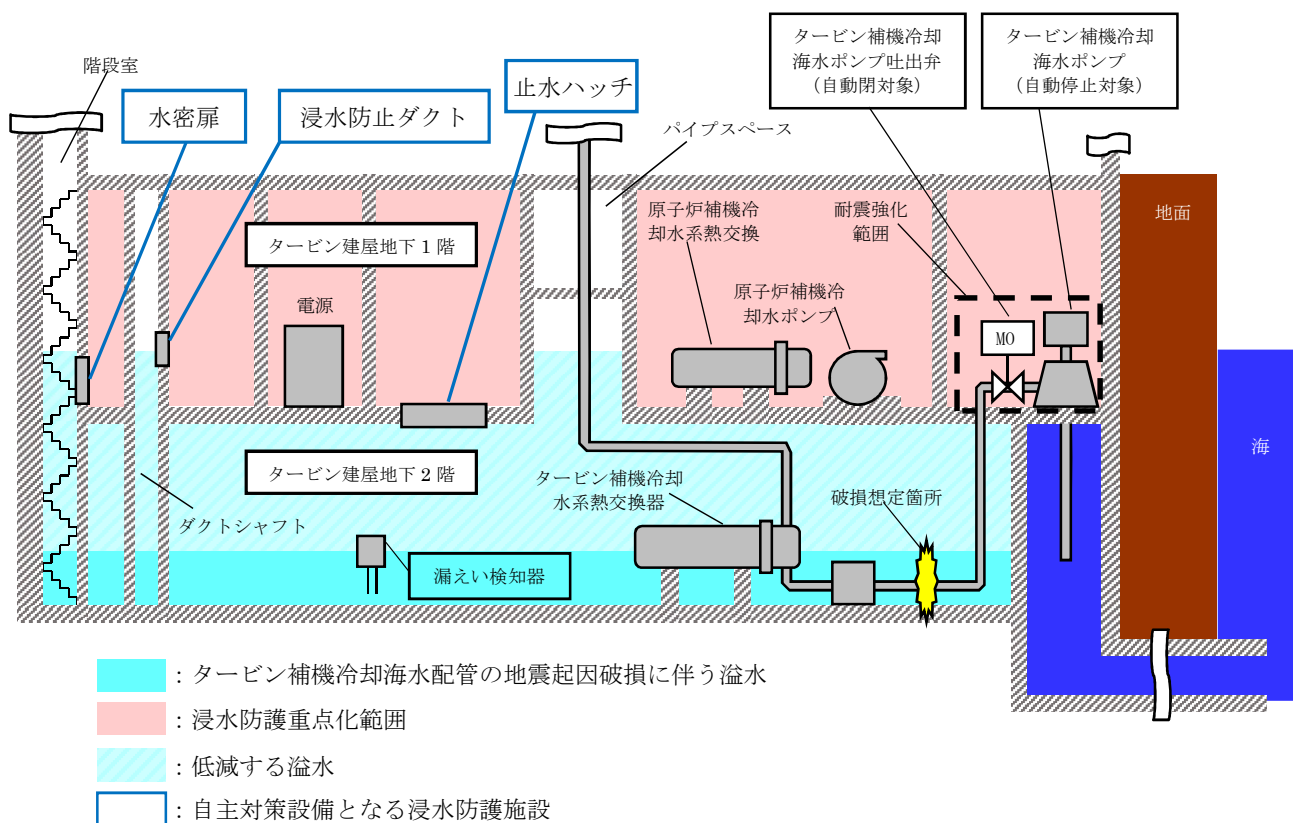 タービン補機冷却
海水ポンプ吐出弁
(自動閉対象)
タービン補機冷却
海水ポンプ
(自動停止対象)
階段室
水密扉
浸水防止ダクト
止水ハッチ
パイプスペース
原子炉補機冷
却水系熱交換
耐震強化
範囲
地面
タービン建屋地下1階
電源
原子炉補機冷
却水ポンプ
MO
海
タービン建屋地下2階
タービン補機冷却
水系熱交換器
破損想定箇所
ダクトシャフト
漏えい検知器
：タービン補機冷却海水配管の地震起因破損に伴う溢水
：浸水防護重点化範囲
：低減する溢水
：自主対策設備となる浸水防護施設